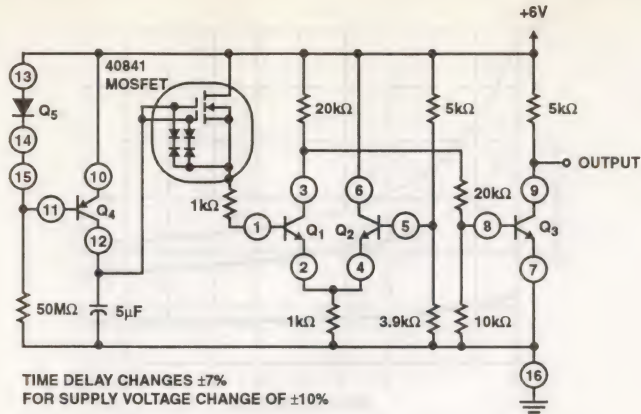 +6V
40841
MOSFET
13
Q5
14
15
10
11
Q4
12
50MΩ
5µF
1kΩ
1
20kΩ
3
Q1
2
6
Q2
5
4
1kΩ
5kΩ
3.9kΩ
20kΩ
8
10kΩ
5kΩ
OUTPUT
9
Q3
7
16
TIME DELAY CHANGES ±7%
FOR SUPPLY VOLTAGE CHANGE OF ±10%